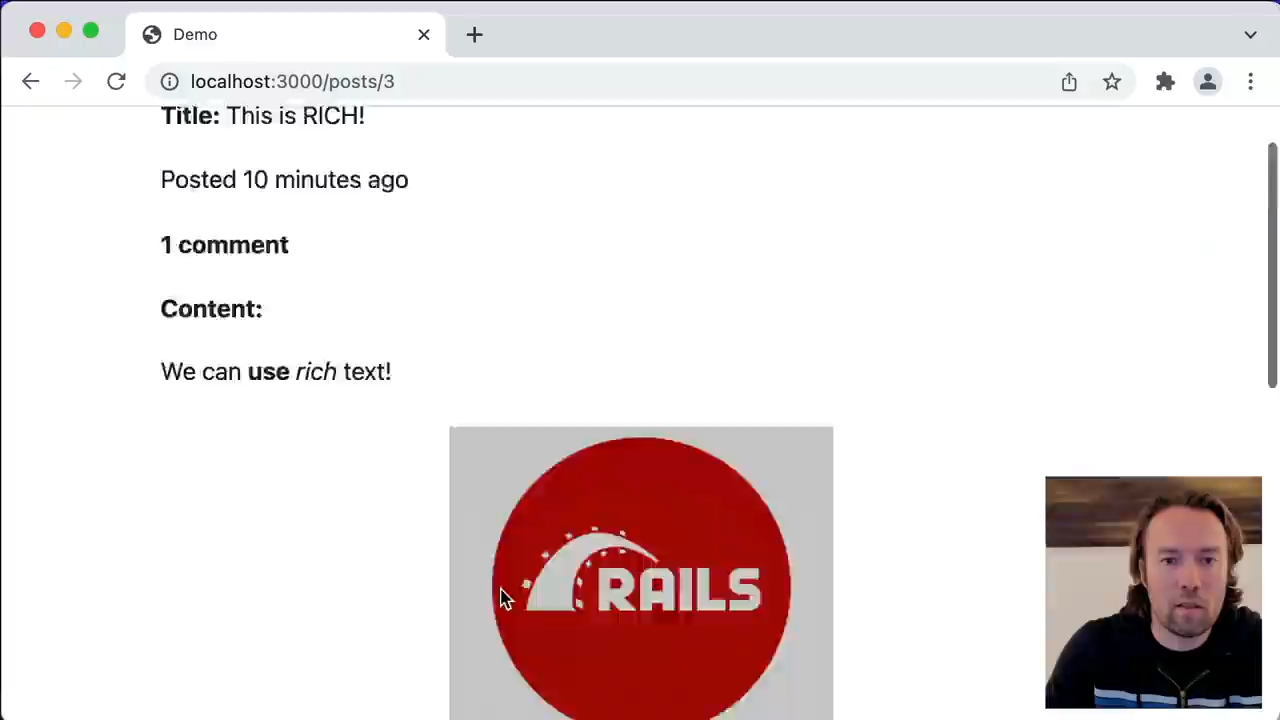 Demo
localhost:3000/posts/3
Title: This is RICH!
Posted 10 minutes ago
1 comment
Content:
We can use rich text!
RAILS